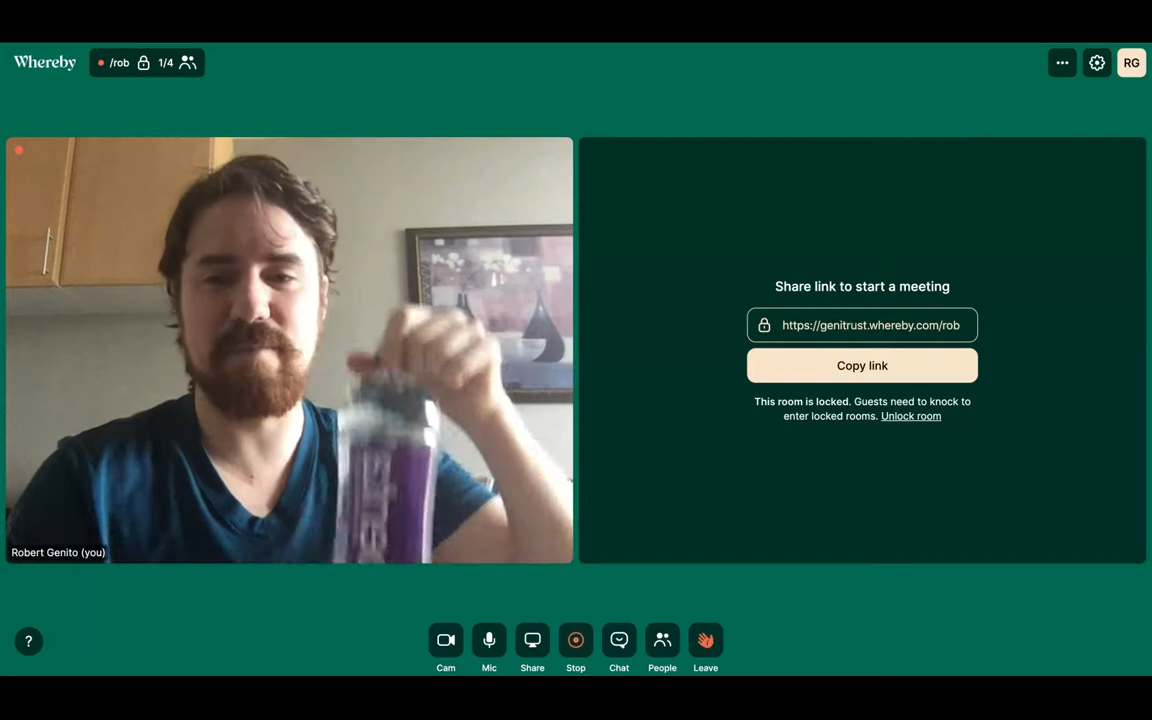 Whereby
/rob 1/4
RG
Share link to start a meeting
https://genitrust.whereby.com/rob
Copy link
This room is locked. Guests need to knock to
enter locked rooms. Unlock room
Robert Genito (you)
?
Cam Mic Share Stop Chat People Leave